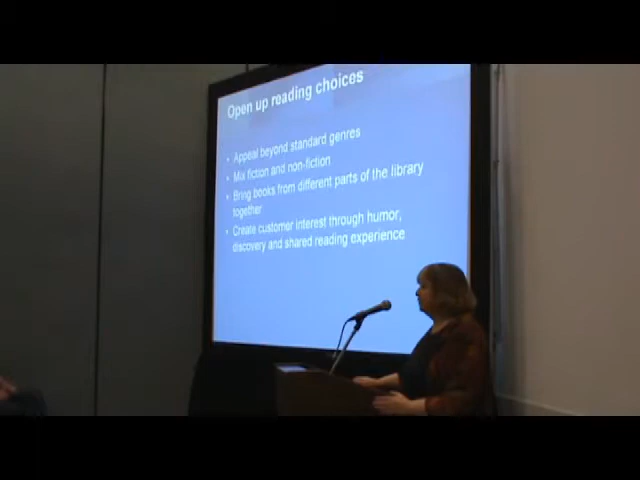 Open up reading choices
• Appeal beyond standard genres
• Mix fiction and non-fiction
• Bring books from different parts of the library
together
• Create customer interest through humor,
discovery and shared reading experience